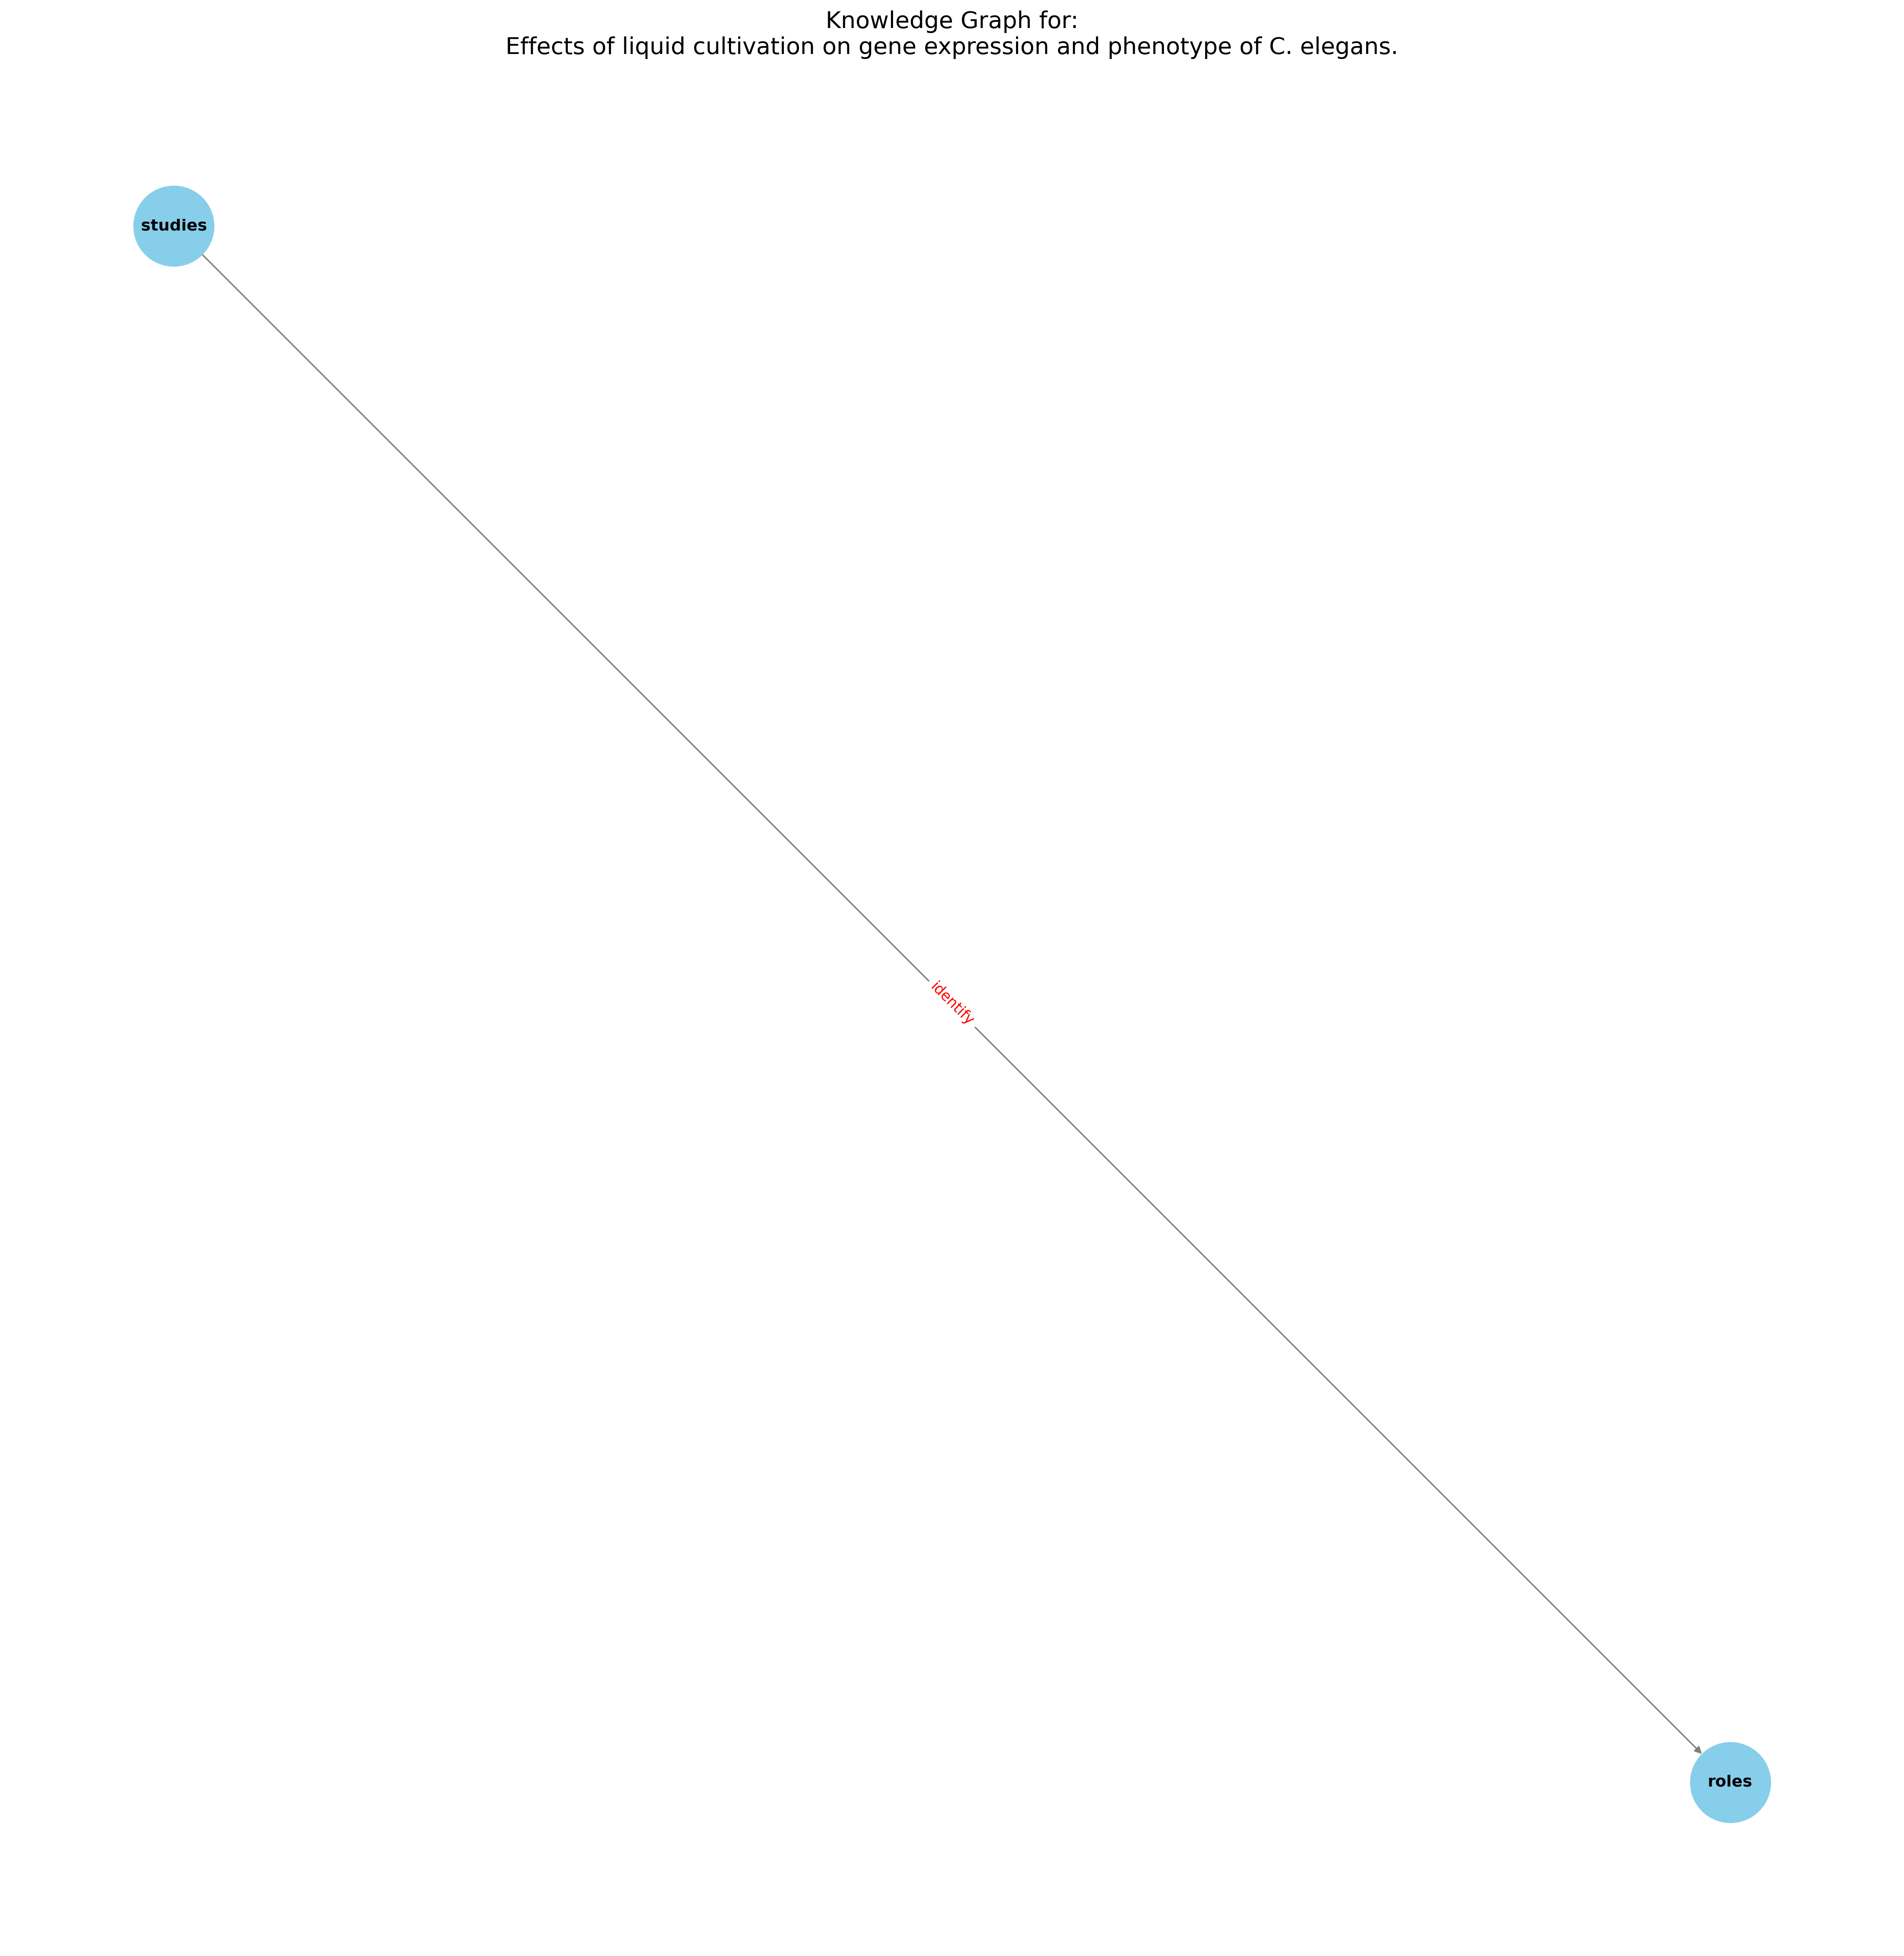 Knowledge Graph for:
Effects of liquid cultivation on gene expression and phenotype of C. elegans.
studies
identify
roles